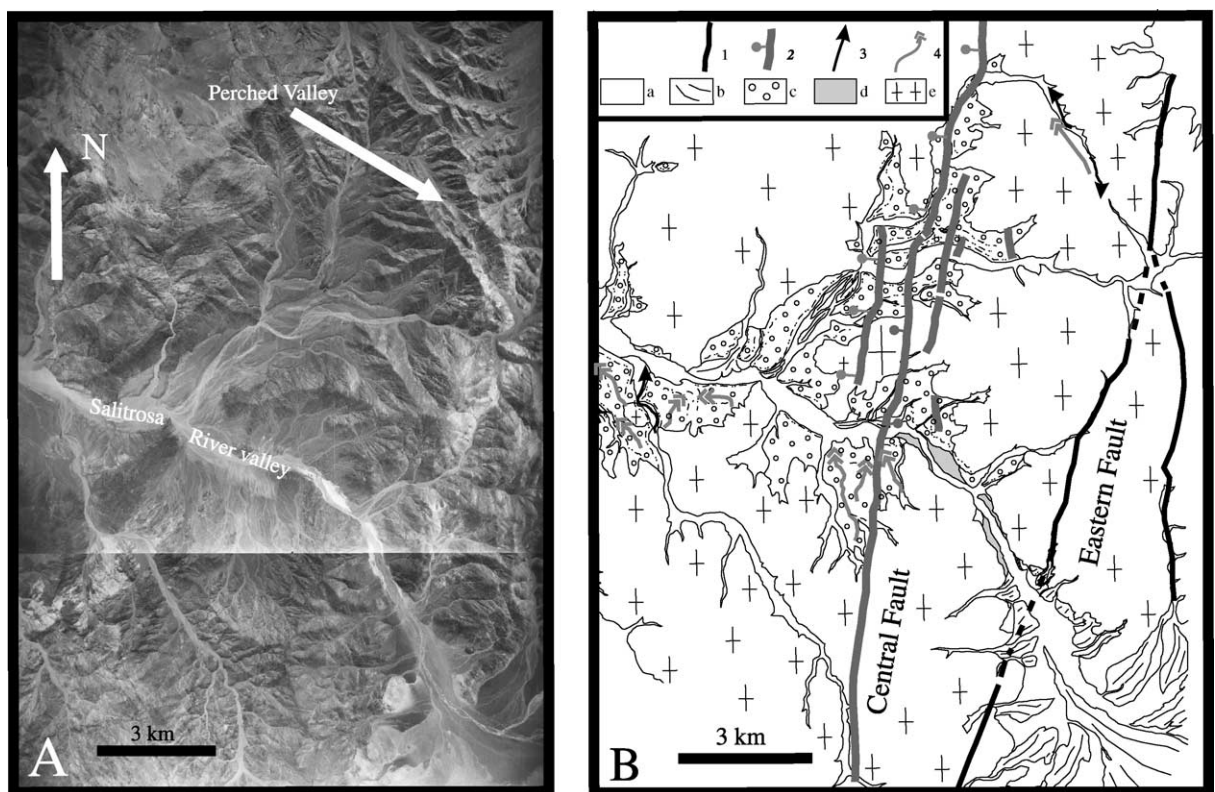 Perched Valley
N
Salitrosa
River valley
3 km
A
1
2
3
4
a
b
c
d
e
Eastern Fault
Central Fault
3 km
B